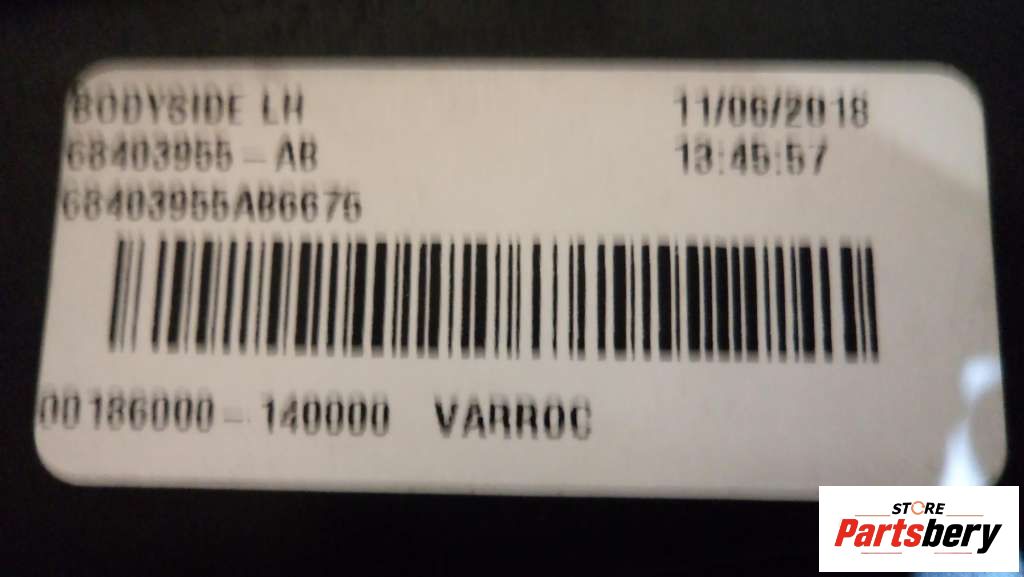 BODYSIDE LH 11/06/2018
68403955-AB 13:45:57
68403955AB6675
00186000-140000 VARROC
STORE
Partsbery